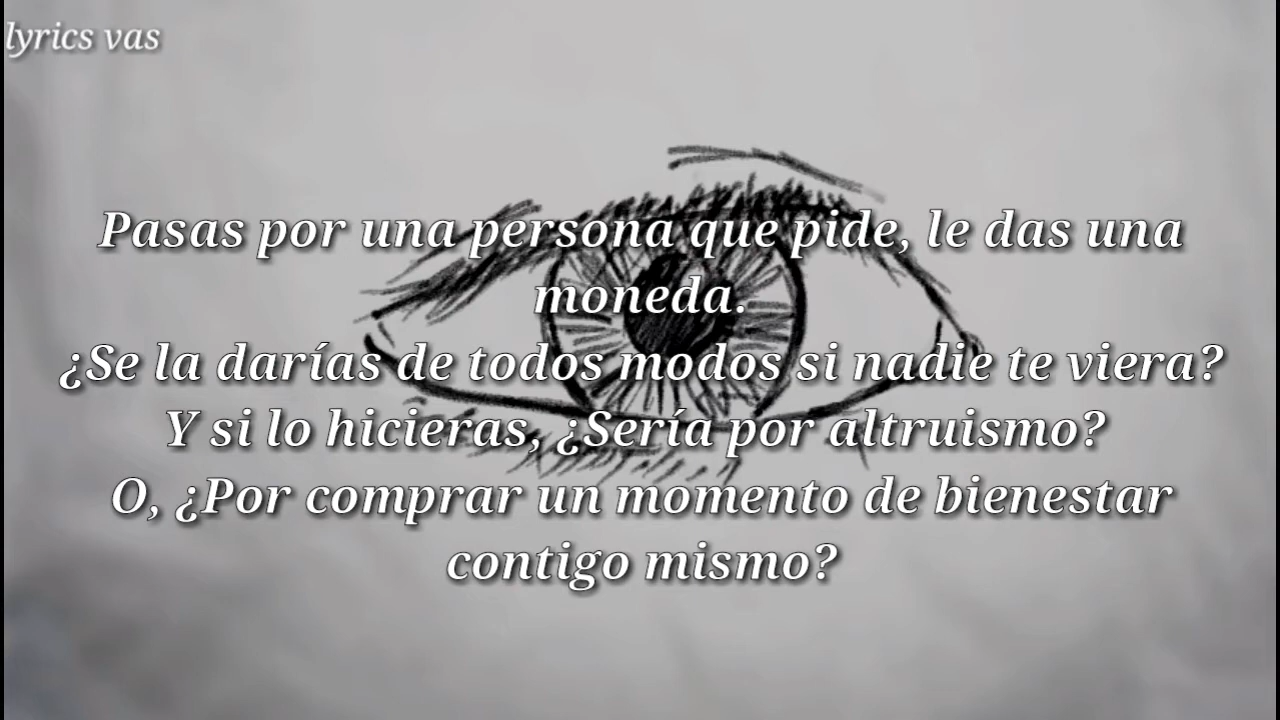 lyrics vas
Pasas por una persona que pide, le das una
moneda.
¿Se la darías de todos modos si nadie te viera?
Y si lo hicieras, ¿Sería por altruismo?
O, ¿Por comprar un momento de bienestar
contigo mismo?